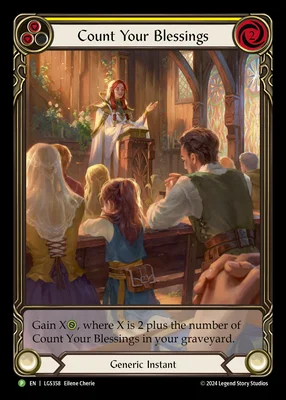 Count Your Blessings
Gain X, where X is 2 plus the number of
Count Your Blessings in your graveyard.
Generic Instant
P EN | LGS358 Eilene Cherie
© 2024 Legend Story Studios